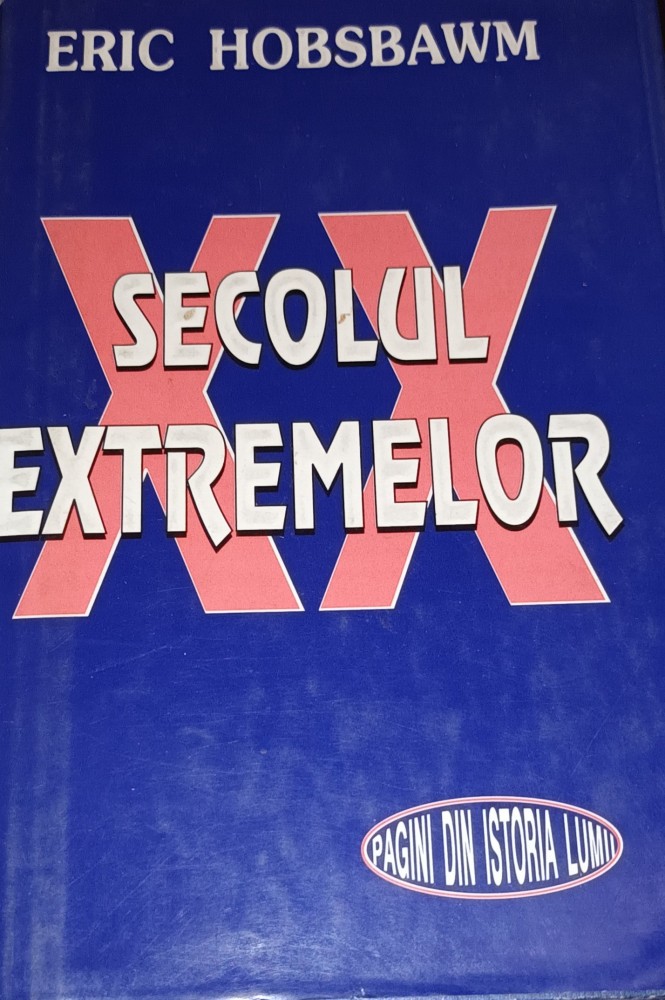 ERIC HOBSBAWM
XX
SECOLUL
EXTREMELOR
PAGINI DIN ISTORIA LUMII